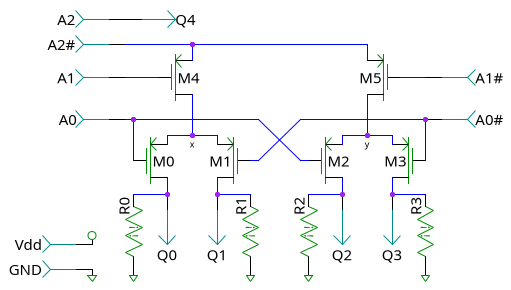 A2 Q4
A2#
A1 M4 M5 A1#
A0 A0#
x y
M0 M1 M2 M3
R0 R1 R2 R3
Vdd Q0 Q1 Q2 Q3
GND